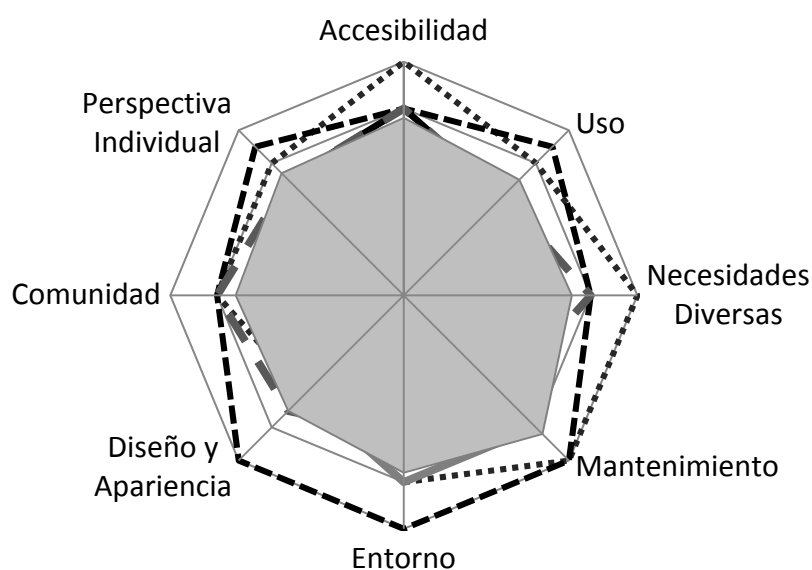 Accesibilidad
Perspectiva
Individual
Uso
Comunidad
Necesidades
Diversas
Diseño y
Apariencia
Mantenimiento
Entorno